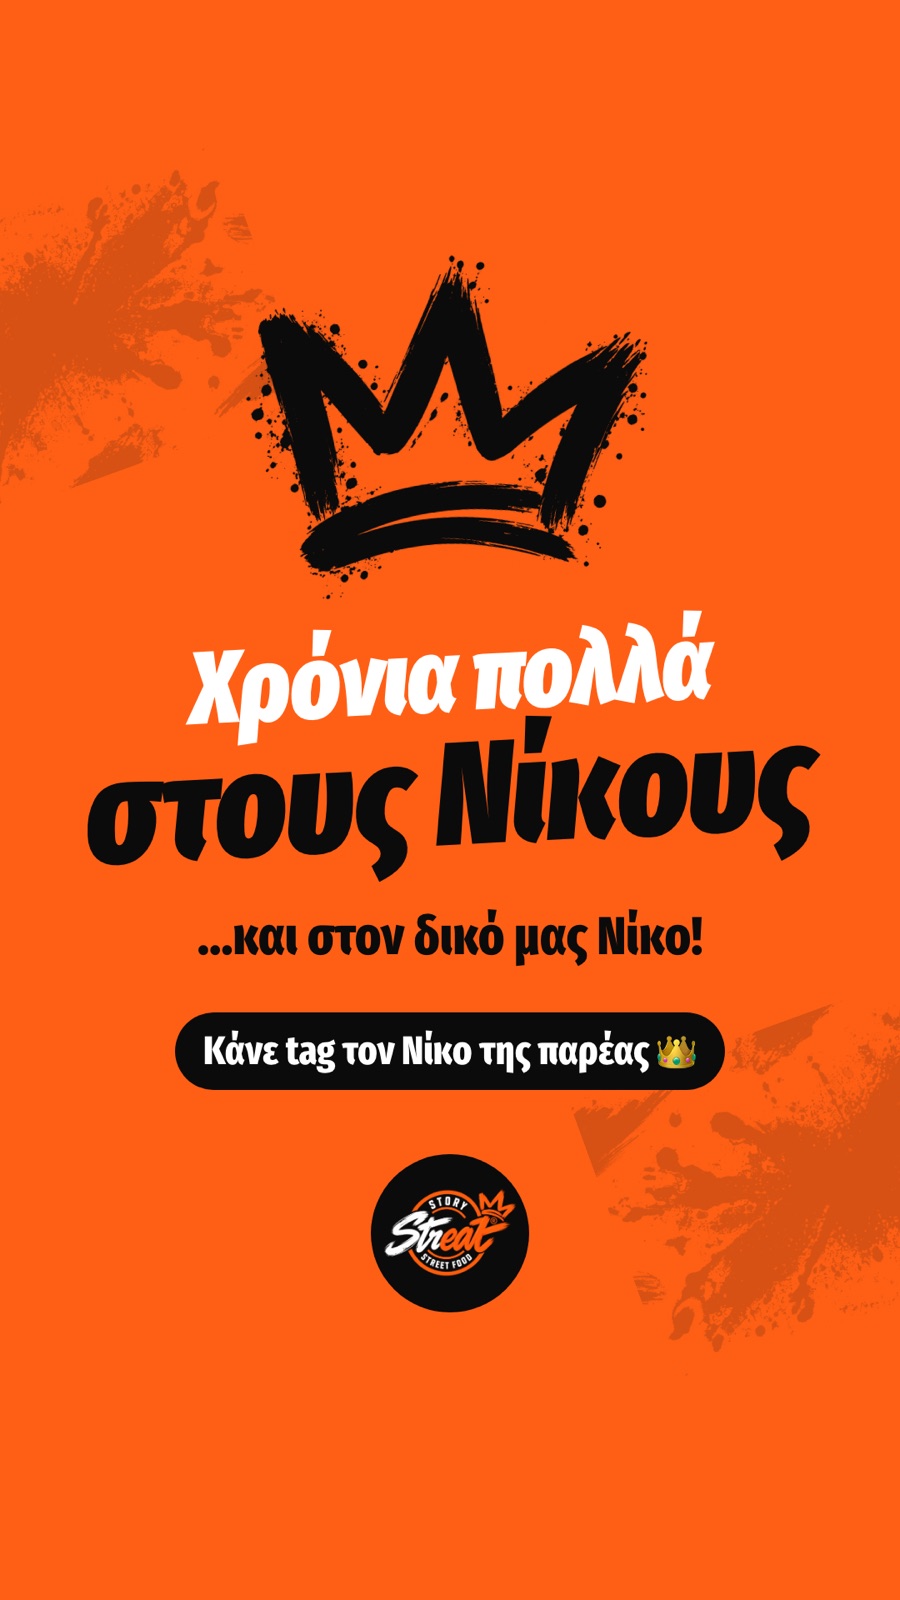 Χρόνια πολλά
στους Νίκους
...και στον δικό μας Νίκο!
Κάνε tag τον Νίκο της παρέας 👑
STORY
Streat
STREET FOOD